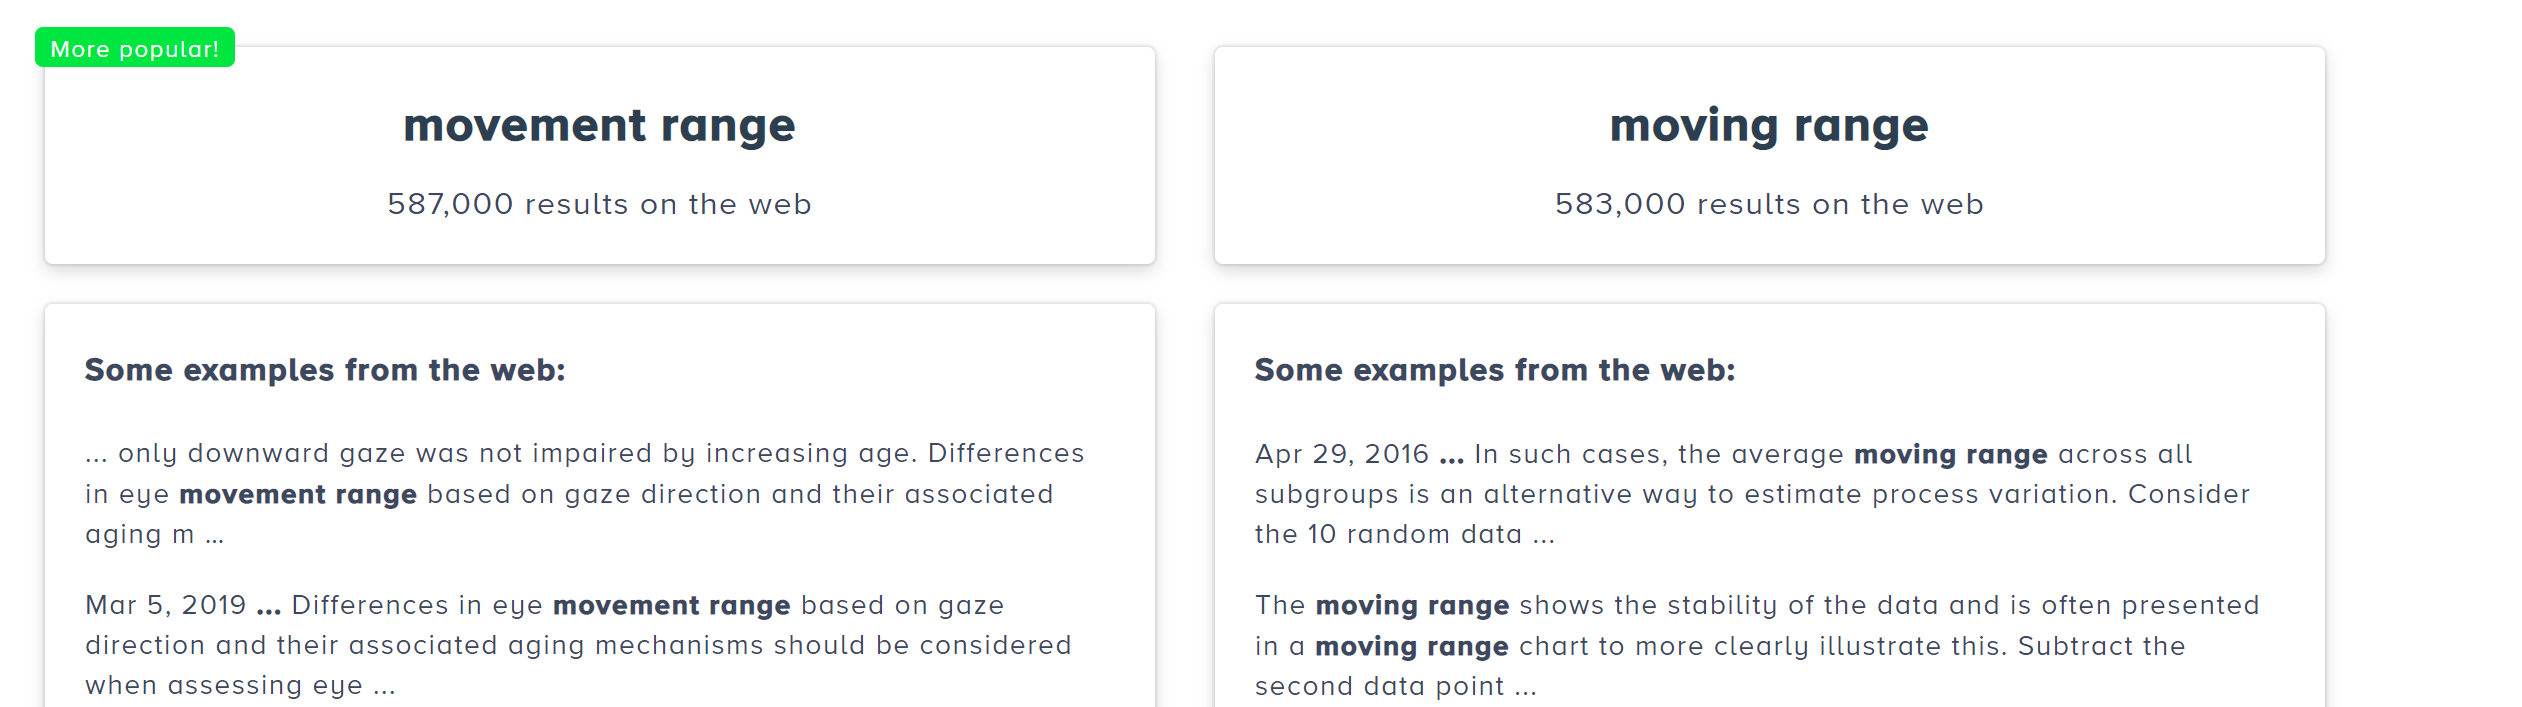 More popular!
movement range
587,000 results on the web
Some examples from the web:
... only downward gaze was not impaired by increasing age. Differences
in eye movement range based on gaze direction and their associated
aging m ...
Mar 5, 2019 ... Differences in eye movement range based on gaze
direction and their associated aging mechanisms should be considered
when assessing eye ...
moving range
583,000 results on the web
Some examples from the web:
Apr 29, 2016 ... In such cases, the average moving range across all
subgroups is an alternative way to estimate process variation. Consider
the 10 random data ...
The moving range shows the stability of the data and is often presented
in a moving range chart to more clearly illustrate this. Subtract the
second data point ...